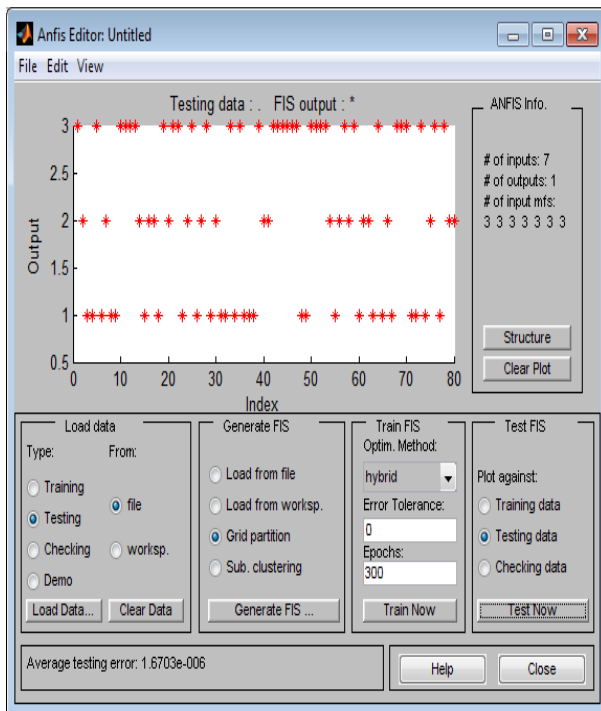 Anfis Editor: Untitled
File Edit View
Testing data : .   FIS output : *
3
2.5
2
1.5
1
0.5
Output
0 10 20 30 40 50 60 70 80
Index
ANFIS Info.
# of inputs: 7
# of outputs: 1
# of input mfs:
3 3 3 3 3 3 3
Structure
Clear Plot
Load data
Type: From:
Training
Testing
Checking
Demo
file
worksp.
Load Data... Clear Data
Generate FIS
Load from file
Load from worksp.
Grid partition
Sub. clustering
Generate FIS ...
Train FIS
Optim. Method:
hybrid
Error Tolerance:
0
Epochs:
300
Train Now
Test FIS
Plot against:
Training data
Testing data
Checking data
Test Now
Average testing error: 1.6703e-006
Help Close